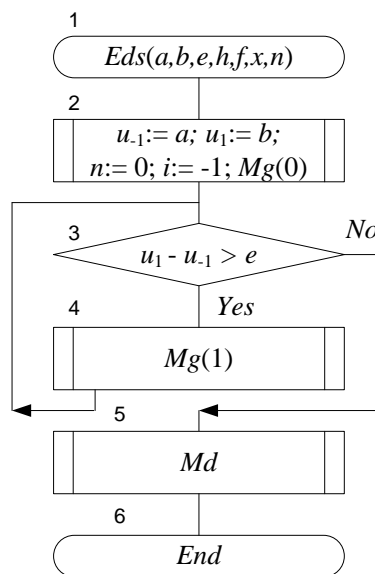 1
Eds(a,b,e,h,f,x,n)
2
u-1:= a; u1:= b;
n:= 0; i:= -1; Mg(0)
3
No
u1 - u-1 > e
4
Yes
Mg(1)
5
Md
6
End